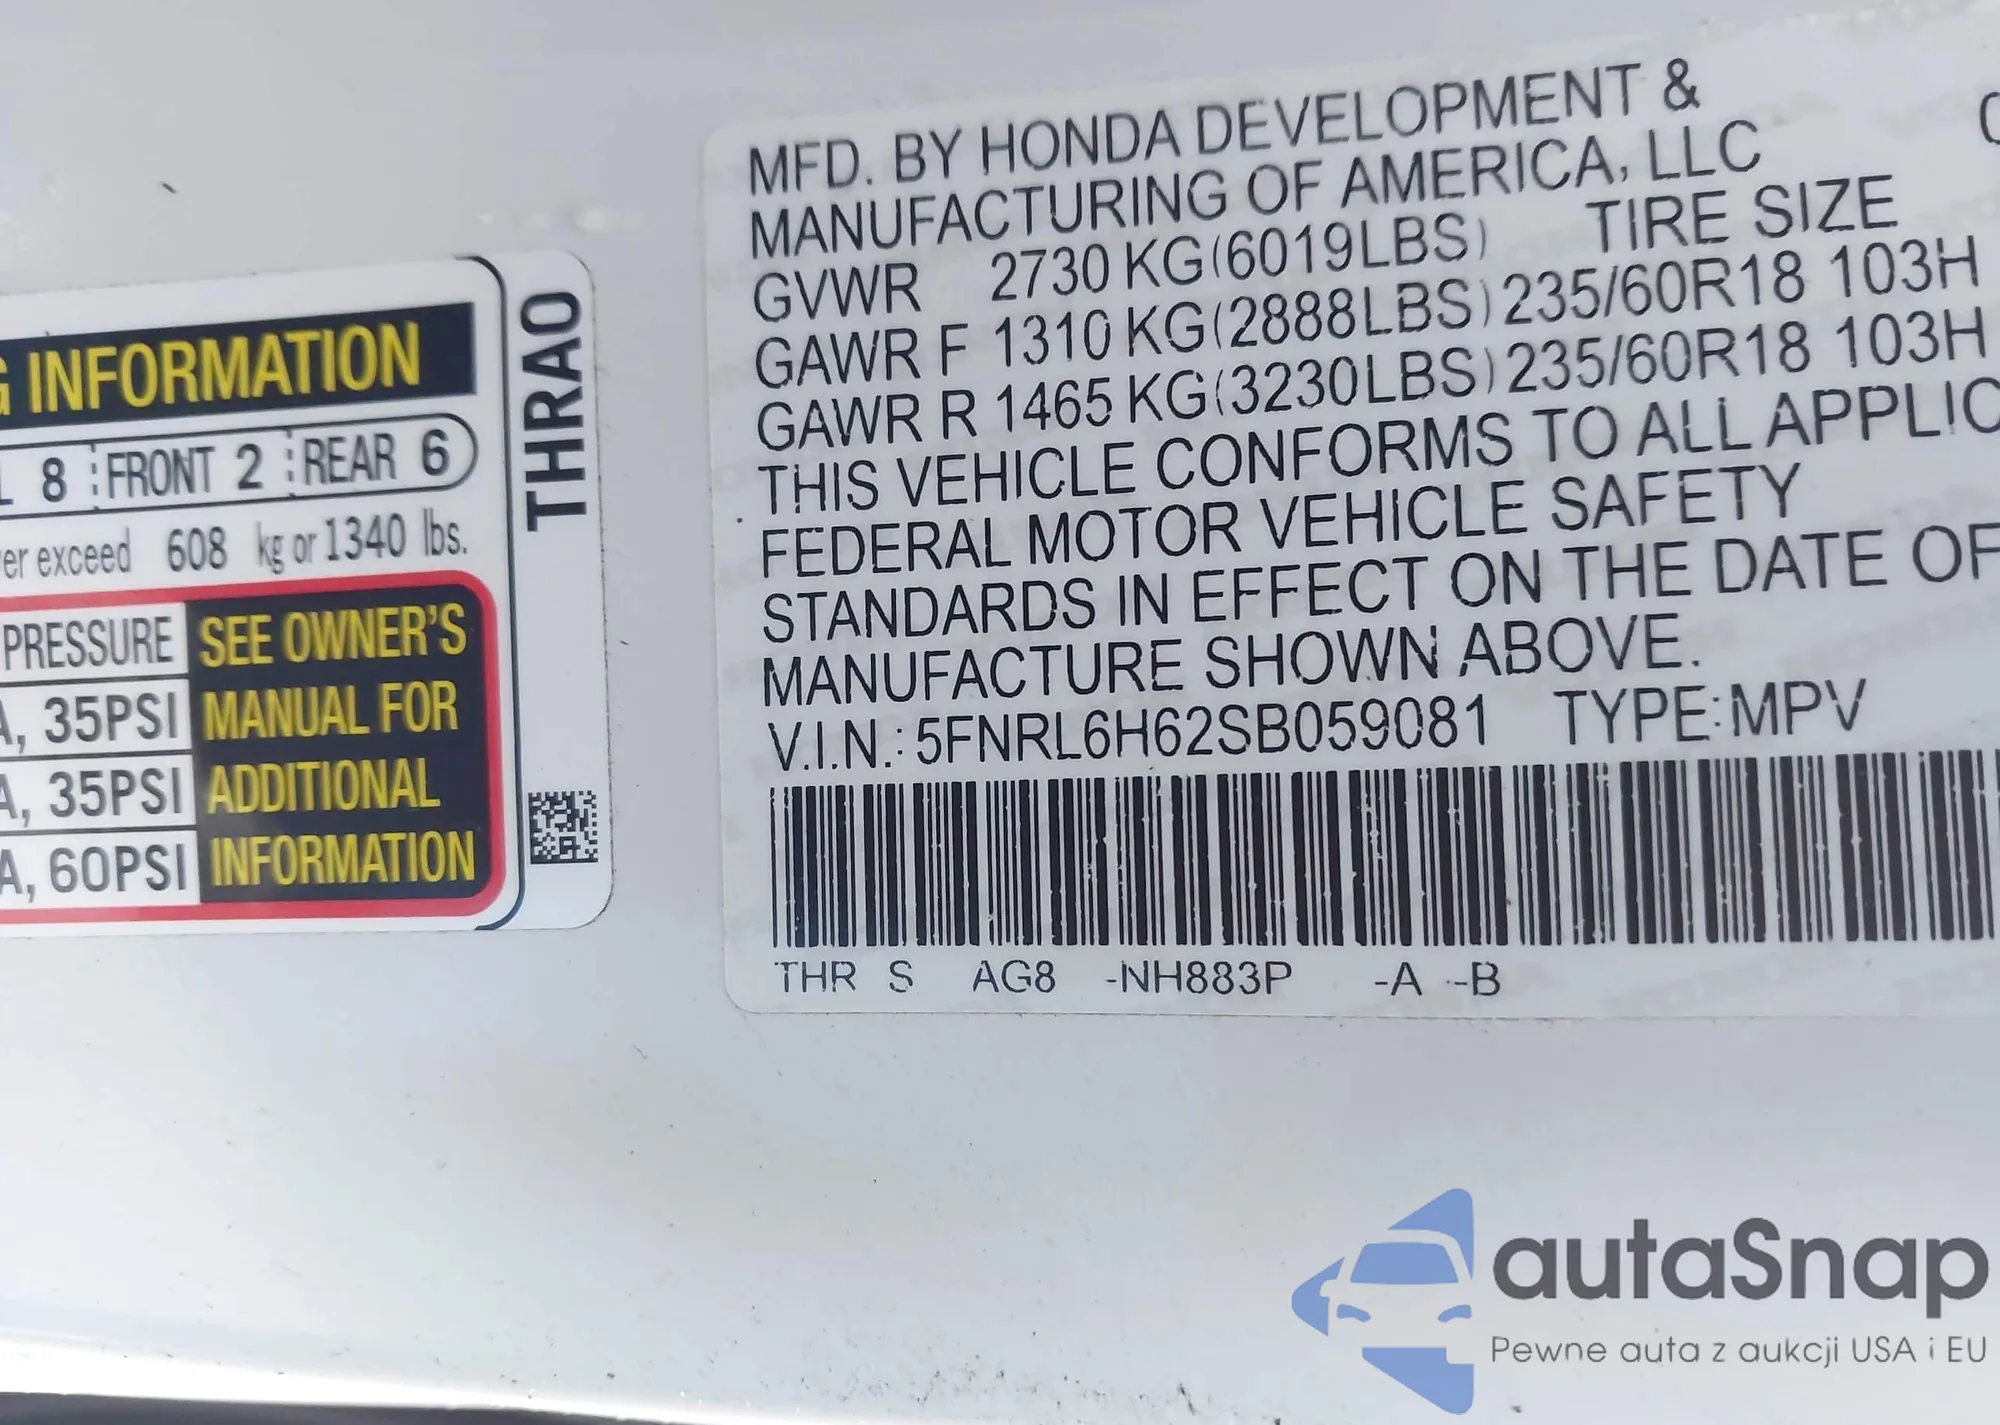 G INFORMATION
L 8 FRONT 2 REAR 6
er exceed 608 kg or 1340 lbs.
PRESSURE SEE OWNER'S
A, 35PSI MANUAL FOR
A, 35PSI ADDITIONAL
A, 60PSI INFORMATION
THRAO
MFD. BY HONDA DEVELOPMENT &
MANUFACTURING OF AMERICA, LLC
GVWR 2730 KG(6019LBS) TIRE SIZE
GAWR F 1310 KG(2888LBS) 235/60R18 103H
GAWR R 1465 KG(3230LBS) 235/60R18 103H
THIS VEHICLE CONFORMS TO ALL APPLIC
FEDERAL MOTOR VEHICLE SAFETY
STANDARDS IN EFFECT ON THE DATE OF
MANUFACTURE SHOWN ABOVE.
V.I.N.: 5FNRL6H62SB059081 TYPE:MPV
THR S AG8 -NH883P -A -B
autaSnap
Pewne auta z aukcji USA i EU